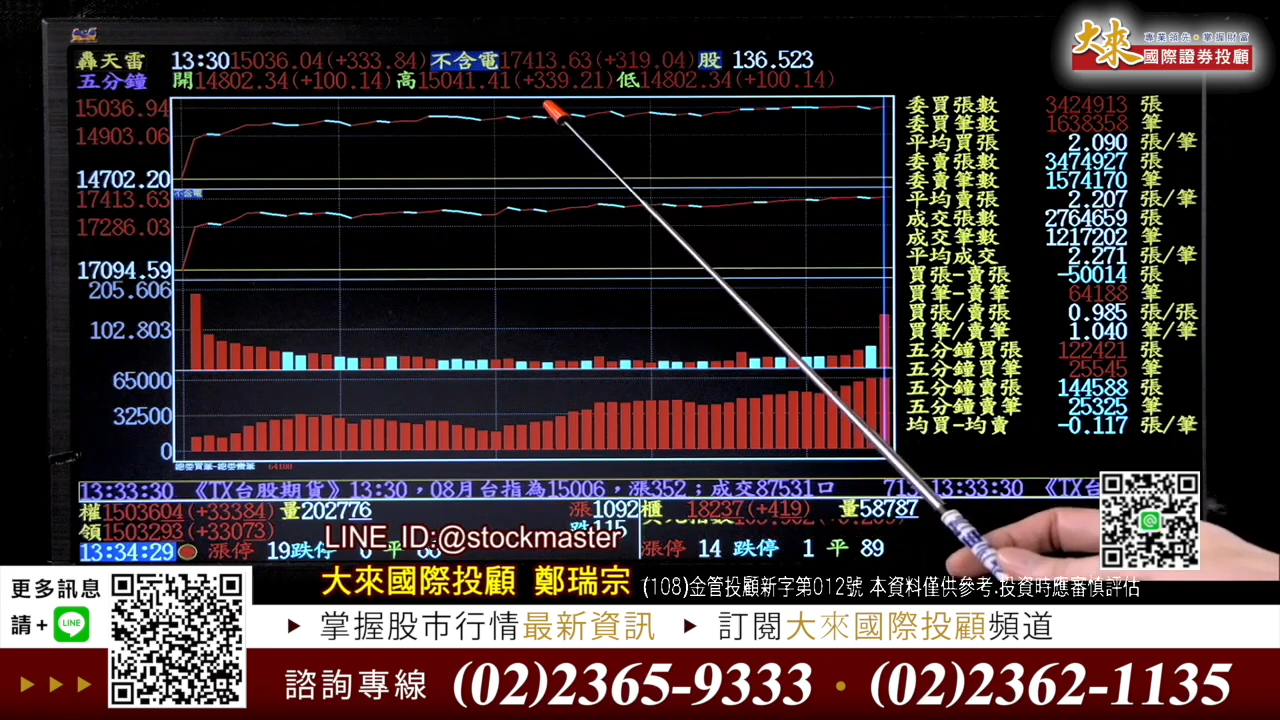 大來
專業領先 掌握財富
國際證券投顧
轟天雷 13:30 15036.04(+333.84) 不含電 17413.63(+319.04) 股 136.523
五分鐘 開14802.34(+100.14) 高15041.41(+339.21) 低14802.34(+100.14)
15036.94
14903.06
14702.20
17413.63
不含電
17286.03
17094.59
205.606
102.803
65000
32500
0
64188
委買張數 3424913 張
委買筆數 1638358 筆
平均買張 2.090 張/筆
委賣張數 3474927 張
委賣筆數 1574170 筆
平均賣張 2.207 張/筆
成交張數 2764659 張
成交筆數 1217202 筆
平均成交 2.271 張/筆
買張-賣張 -50014 張
買筆-賣筆 64188 筆
買張/賣張 0.985 張/張
買筆/賣筆 1.040 筆/筆
五分鐘買張 122421 張
五分鐘買筆 25545 筆
五分鐘賣張 144588 張
五分鐘賣筆 25325 筆
均買-均賣 -0.117 張/筆
13:33:30 《TX台股期貨》13:30,08月台指為15006,漲352;成交87531口 13:33:30 《TX台
權1503604(+33384) 量202776 漲1092 櫃 18237(+419) 量58787
領1503293(+33073) 跌115
13:34:29 漲停 19 跌停 平 漲停 14 跌停 1 平 89
LINE ID:@stockmaster
大來國際投顧 鄭瑞宗 (108)金管投顧新字第012號 本資料僅供參考.投資時應審慎評估
更多訊息
請+ LINE
掌握股市行情最新資訊 訂閱大來國際投顧頻道
諮詢專線 (02)2365-9333 · (02)2362-1135